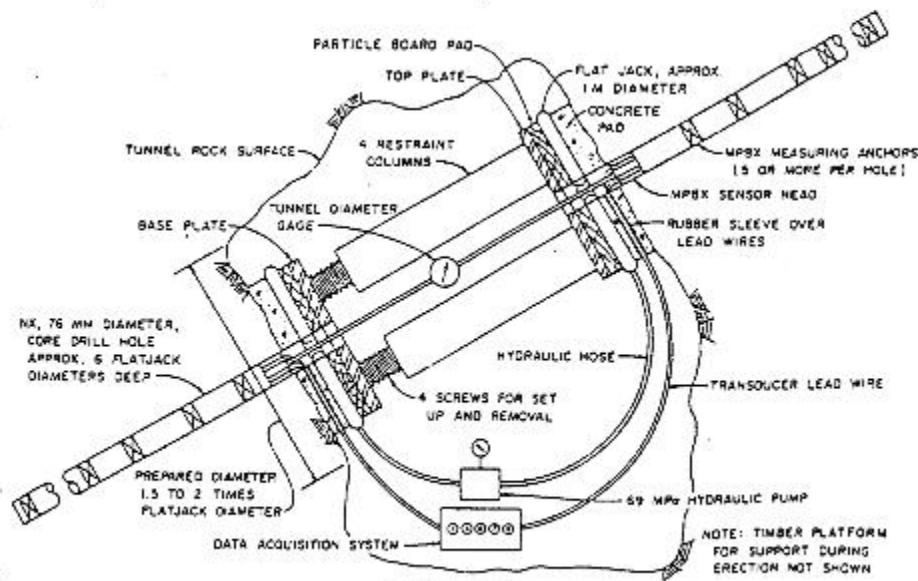 PARTICLE BOARD PAD
TOP PLATE
FLAT JACK, APPROX.
1 M DIAMETER
CONCRETE
PAD
TUNNEL ROCK SURFACE
4 RESTRAINT
COLUMNS
MPBX MEASURING ANCHORS
(5 OR MORE PER HOLE)
MPBX SENSOR HEAD
TUNNEL DIAMETER
GAGE
BASE PLATE
RUBBER SLEEVE OVER
LEAD WIRES
NX, 76 MM DIAMETER,
CORE DRILL HOLE
APPROX. 6 FLATJACK
DIAMETERS DEEP
HYDRAULIC HOSE
TRANSDUCER LEAD WIRE
4 SCREWS FOR SET
UP AND REMOVAL
PREPARED DIAMETER
1.5 TO 2 TIMES
FLATJACK DIAMETER
69 MPa HYDRAULIC PUMP
DATA ACQUISITION SYSTEM
NOTE: TIMBER PLATFORM
FOR SUPPORT DURING
ERECTION NOT SHOWN